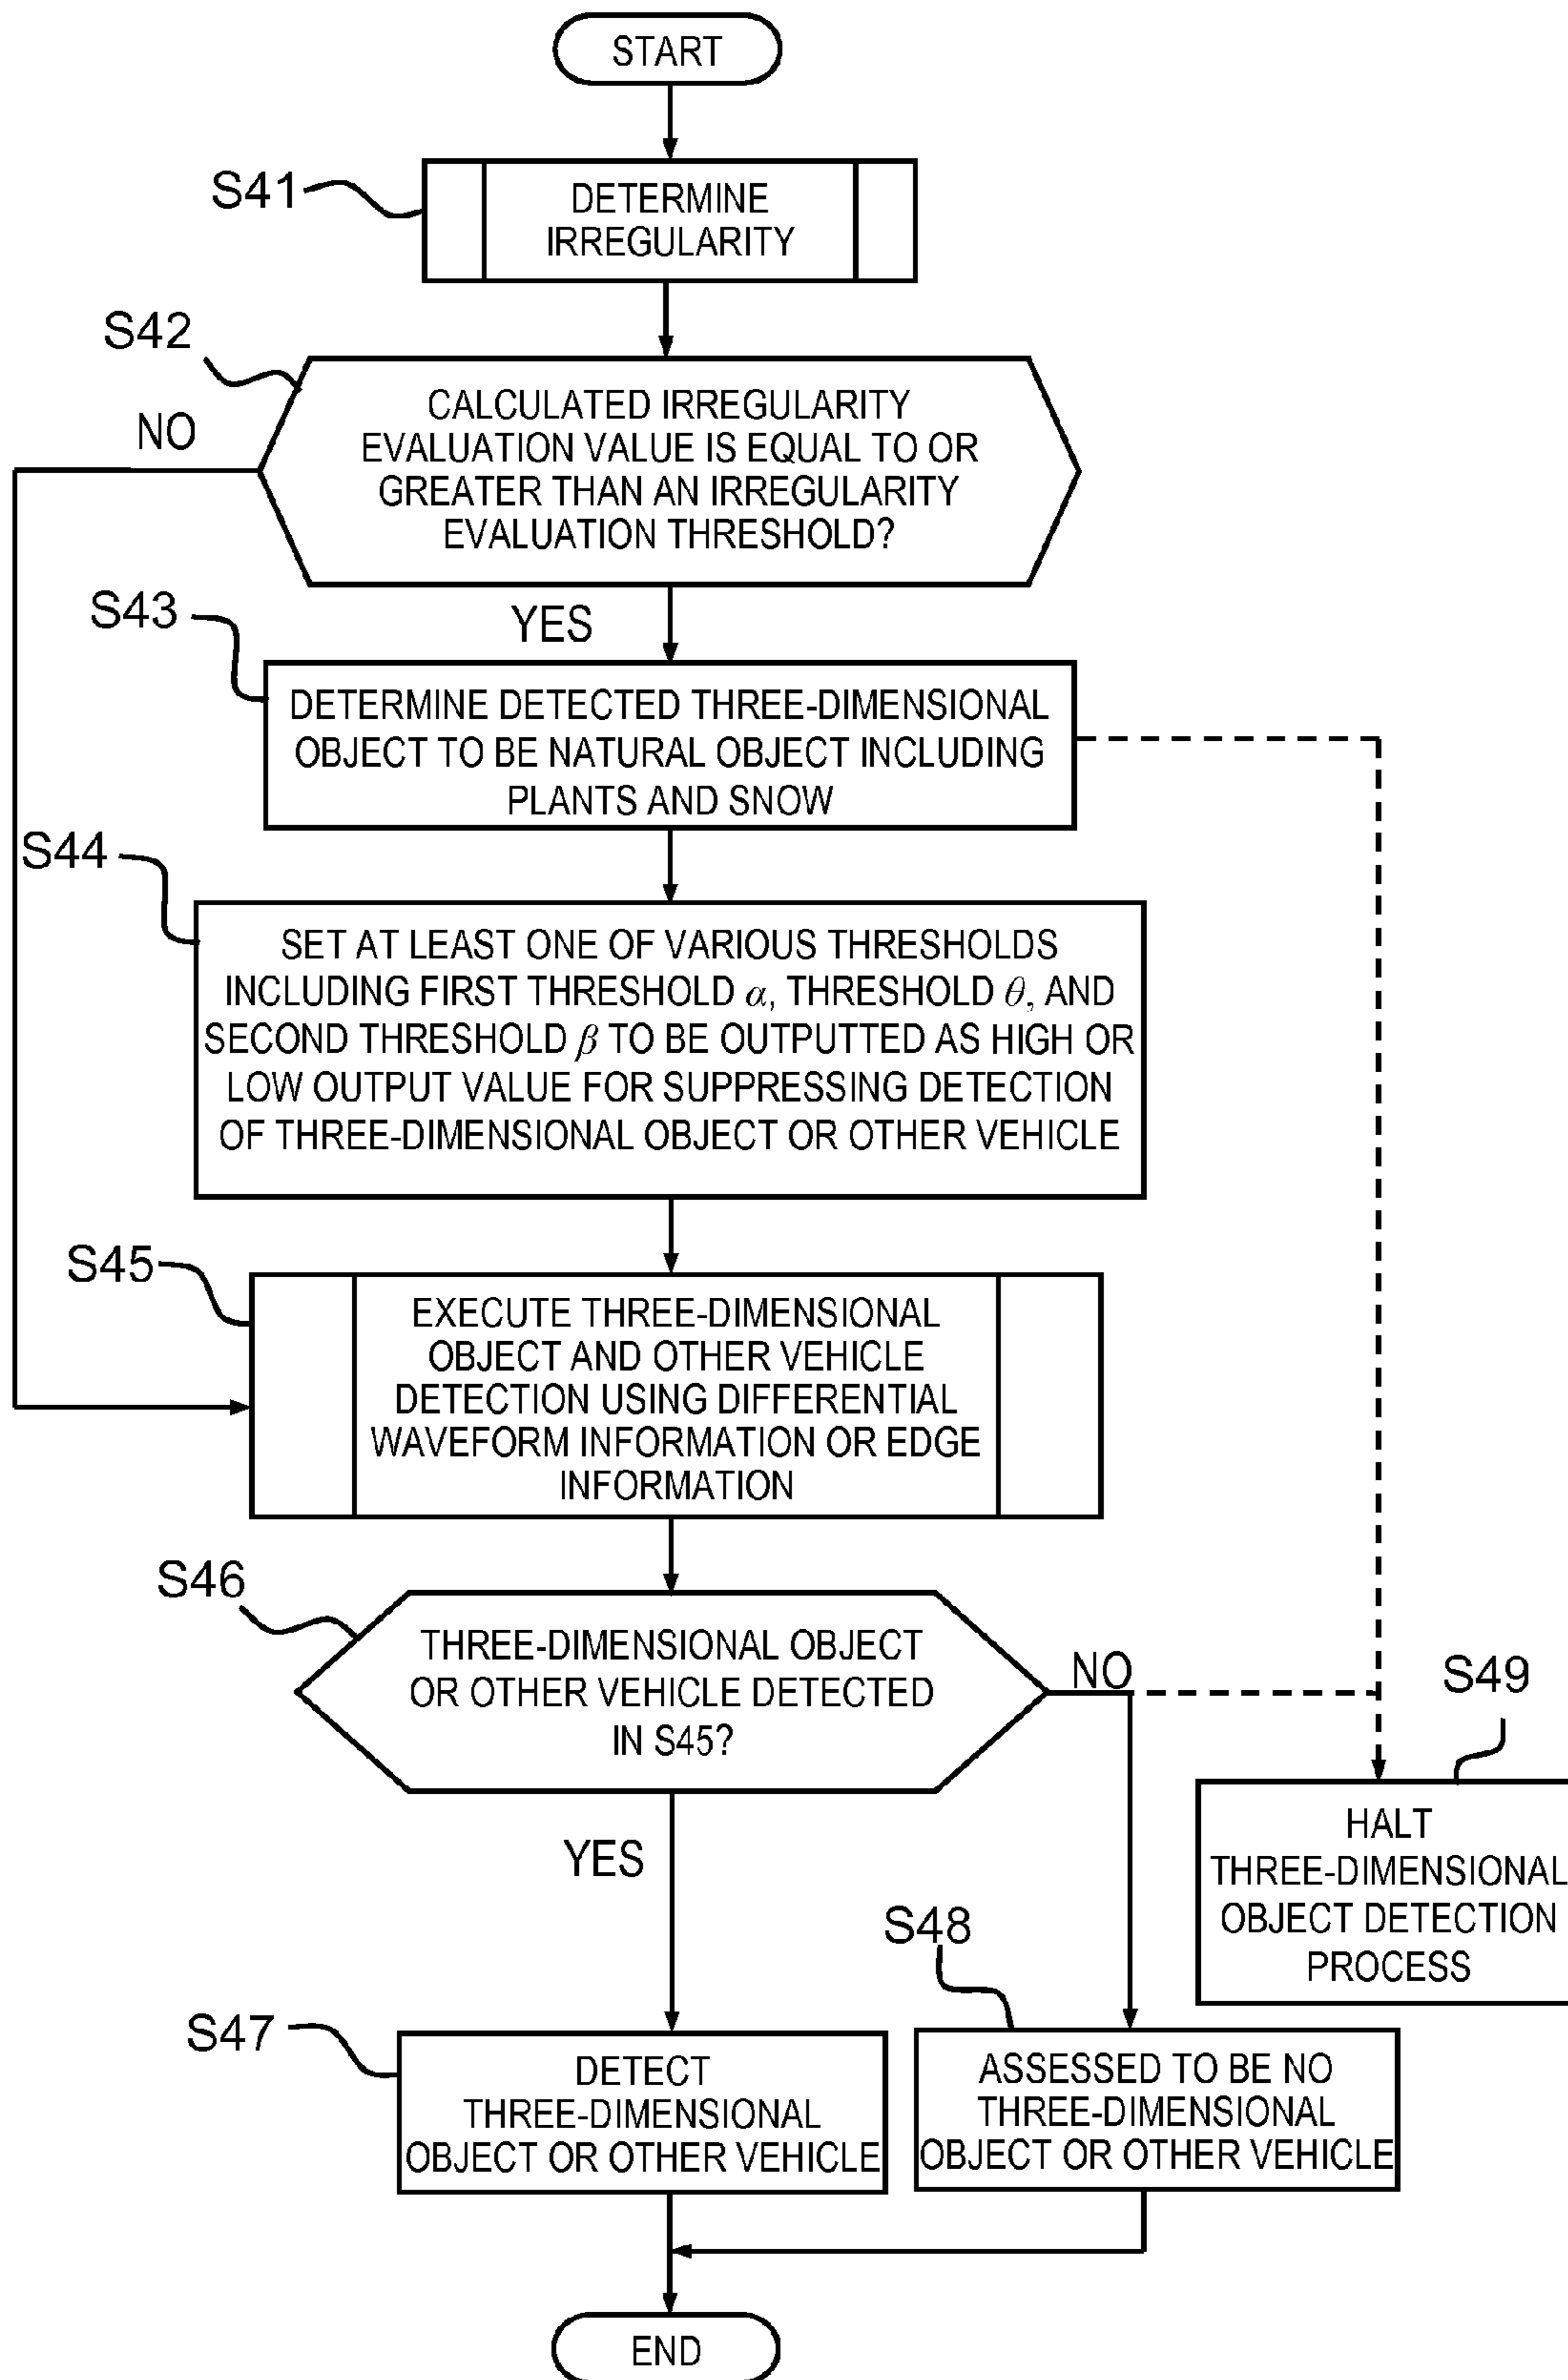 START
S41
DETERMINE
IRREGULARITY
S42
NO
CALCULATED IRREGULARITY
EVALUATION VALUE IS EQUAL TO OR
GREATER THAN AN IRREGULARITY
EVALUATION THRESHOLD?
S43
YES
DETERMINE DETECTED THREE-DIMENSIONAL
OBJECT TO BE NATURAL OBJECT INCLUDING
PLANTS AND SNOW
S44
SET AT LEAST ONE OF VARIOUS THRESHOLDS
INCLUDING FIRST THRESHOLD α, THRESHOLD θ, AND
SECOND THRESHOLD β TO BE OUTPUTTED AS HIGH OR
LOW OUTPUT VALUE FOR SUPPRESSING DETECTION
OF THREE-DIMENSIONAL OBJECT OR OTHER VEHICLE
S45
EXECUTE THREE-DIMENSIONAL
OBJECT AND OTHER VEHICLE
DETECTION USING DIFFERENTIAL
WAVEFORM INFORMATION OR EDGE
INFORMATION
S46
THREE-DIMENSIONAL OBJECT
OR OTHER VEHICLE DETECTED
IN S45?
NO
S49
YES
HALT
THREE-DIMENSIONAL
OBJECT DETECTION
PROCESS
S48
S47
DETECT
THREE-DIMENSIONAL
OBJECT OR OTHER VEHICLE
ASSESSED TO BE NO
THREE-DIMENSIONAL
OBJECT OR OTHER VEHICLE
END